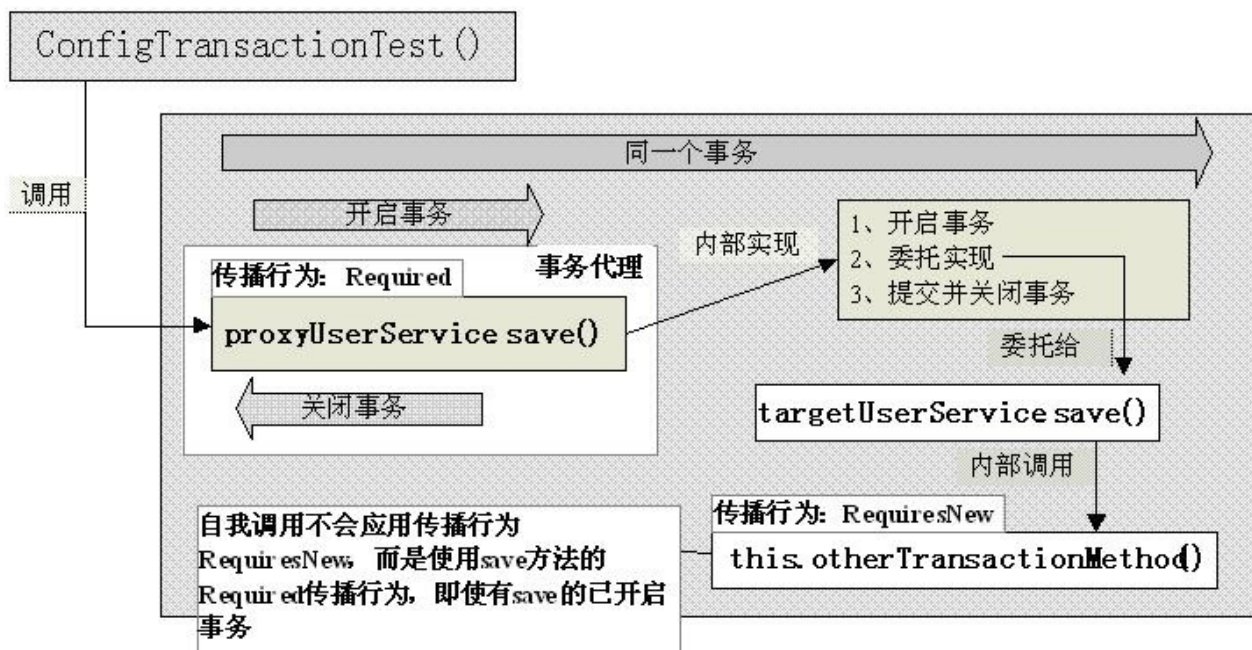 ConfigTransactionTest()
同一个事务
调用
开启事务
传播行为：Required
事务代理
proxyUserService save()
关闭事务
内部实现
1、开启事务
2、委托实现
3、提交并关闭事务
委托给
targetUserService save()
内部调用
传播行为：RequiresNew
this.otherTransactionMethod()
自我调用不会应用传播行为
RequiresNew，而是使用save方法的
Required传播行为，即使有save的已开启
事务